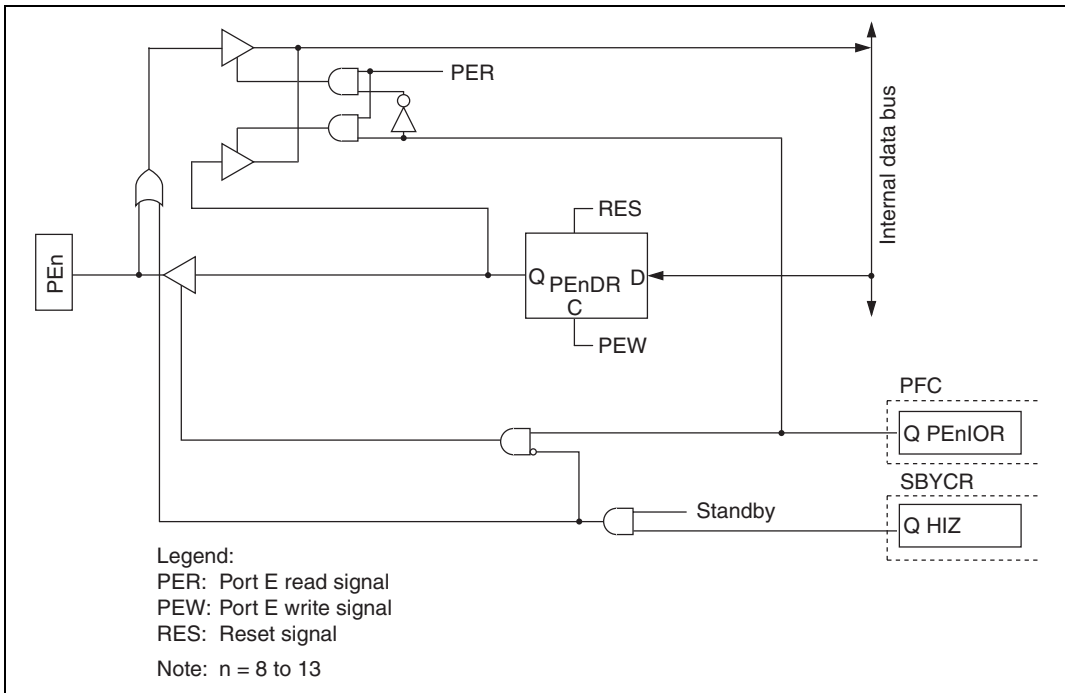 PER
Internal data bus
RES
PEn
Q
PEnDR
D
C
PEW
PFC
Q PEnIOR
SBYCR
Standby
Q HIZ
Legend:
PER: Port E read signal
PEW: Port E write signal
RES: Reset signal
Note: n = 8 to 13